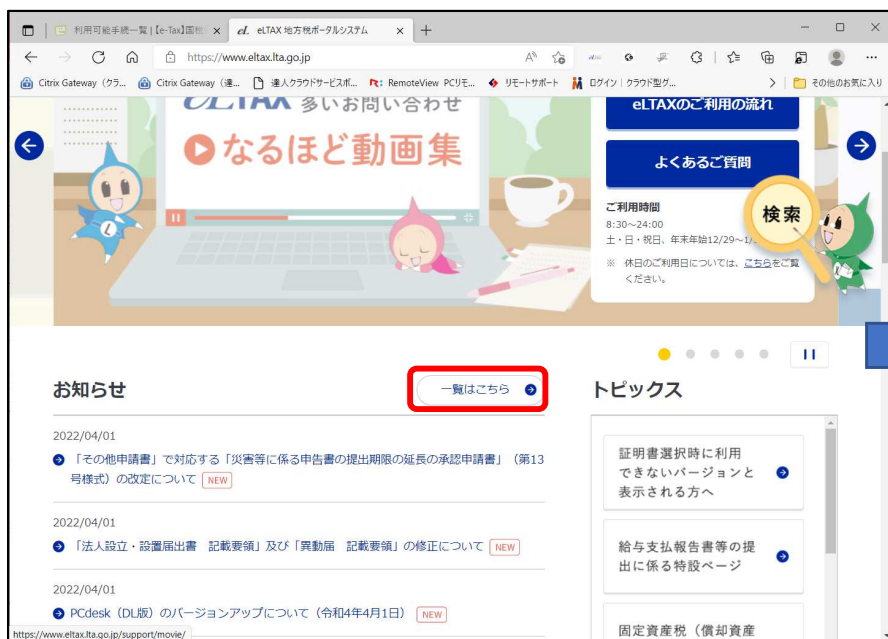 利用可能手続一覧 |【e-Tax】国税
eL. eLTAX 地方税ポータルシステム
https://www.eltax.lta.go.jp
Citrix Gateway (クラ...
Citrix Gateway (達...
達人クラウドサービスポ...
RemoteView PCリモ...
リモートサポート
ログイン | クラウド型グ...
その他のお気に入り
eLTAX 多いお問い合わせ
なるほど動画集
eLTAXのご利用の流れ
よくあるご質問
ご利用時間
8:30～24:00
土・日・祝日、年末年始12/29～1/
※ 休日のご利用日については、こちらをご覧
ください。
検索
お知らせ
一覧はこちら
2022/04/01
「その他申請書」で対応する「災害等に係る申告書の提出期限の延長の承認申請書」（第13
号様式）の改定について NEW
2022/04/01
「法人設立・設置届出書　記載要領」及び「異動届　記載要領」の修正について NEW
2022/04/01
PCdesk（DL版）のバージョンアップについて（令和4年4月1日） NEW
トピックス
証明書選択時に利用
できないバージョンと
表示される方へ
給与支払報告書等の提
出に係る特設ページ
固定資産税（償却資産
https://www.eltax.lta.go.jp/support/movie/